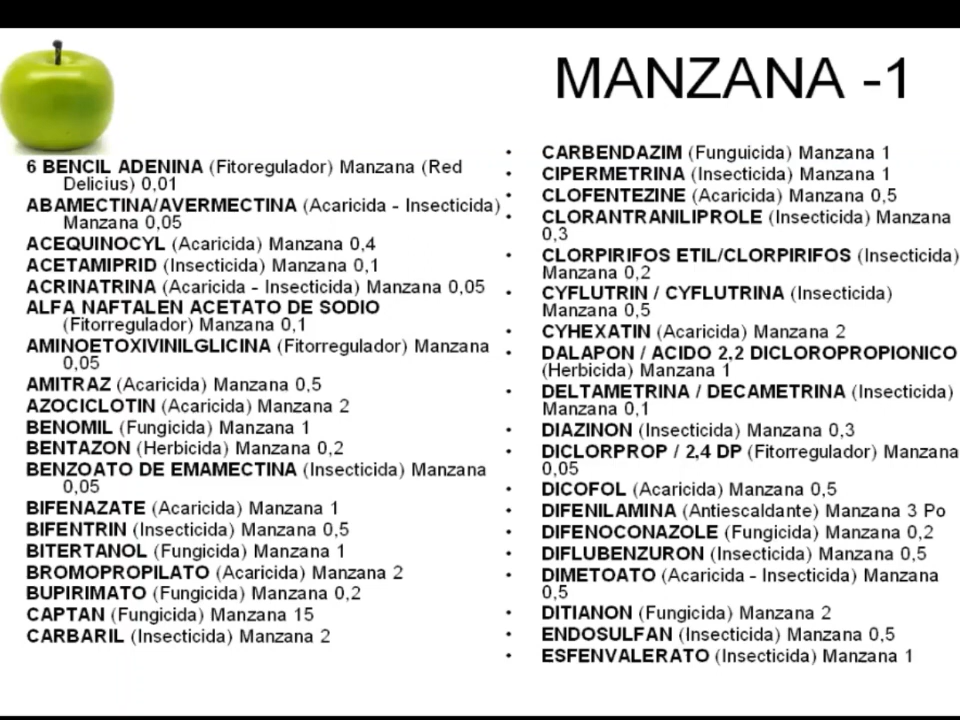 MANZANA -1
6 BENCIL ADENINA (Fitoregulador) Manzana (Red
Delicius) 0,01
ABAMECTINA/AVERMECTINA (Acaricida - Insecticida)
Manzana 0,05
ACEQUINOCYL (Acaricida) Manzana 0,4
ACETAMIPRID (Insecticida) Manzana 0,1
ACRINATRINA (Acaricida - Insecticida) Manzana 0,05
ALFA NAFTALEN ACETATO DE SODIO
(Fitorregulador) Manzana 0,1
AMINOETOXIVINILGLICINA (Fitorregulador) Manzana
0,05
AMITRAZ (Acaricida) Manzana 0,5
AZOCICLOTIN (Acaricida) Manzana 2
BENOMIL (Fungicida) Manzana 1
BENTAZON (Herbicida) Manzana 0,2
BENZOATO DE EMAMECTINA (Insecticida) Manzana
0,05
BIFENAZATE (Acaricida) Manzana 1
BIFENTRIN (Insecticida) Manzana 0,5
BITERTANOL (Fungicida) Manzana 1
BROMOPROPILATO (Acaricida) Manzana 2
BUPIRIMATO (Fungicida) Manzana 0,2
CAPTAN (Fungicida) Manzana 15
CARBARIL (Insecticida) Manzana 2
• CARBENDAZIM (Funguicida) Manzana 1
• CIPERMETRINA (Insecticida) Manzana 1
• CLOFENTEZINE (Acaricida) Manzana 0,5
• CLORANTRANILIPROLE (Insecticida) Manzana
0,3
• CLORPIRIFOS ETIL/CLORPIRIFOS (Insecticida)
Manzana 0,2
• CYFLUTRIN / CYFLUTRINA (Insecticida)
Manzana 0,5
• CYHEXATIN (Acaricida) Manzana 2
• DALAPON / ACIDO 2,2 DICLOROPROPIONICO
(Herbicida) Manzana 1
• DELTAMETRINA / DECAMETRINA (Insecticida)
Manzana 0,1
• DIAZINON (Insecticida) Manzana 0,3
• DICLORPROP / 2,4 DP (Fitorregulador) Manzana
0,05
• DICOFOL (Acaricida) Manzana 0,5
• DIFENILAMINA (Antiescaldante) Manzana 3 Po
• DIFENOCONAZOLE (Fungicida) Manzana 0,2
• DIFLUBENZURON (Insecticida) Manzana 0,5
• DIMETOATO (Acaricida - Insecticida) Manzana
0,5
• DITIANON (Fungicida) Manzana 2
• ENDOSULFAN (Insecticida) Manzana 0,5
• ESFENVALERATO (Insecticida) Manzana 1